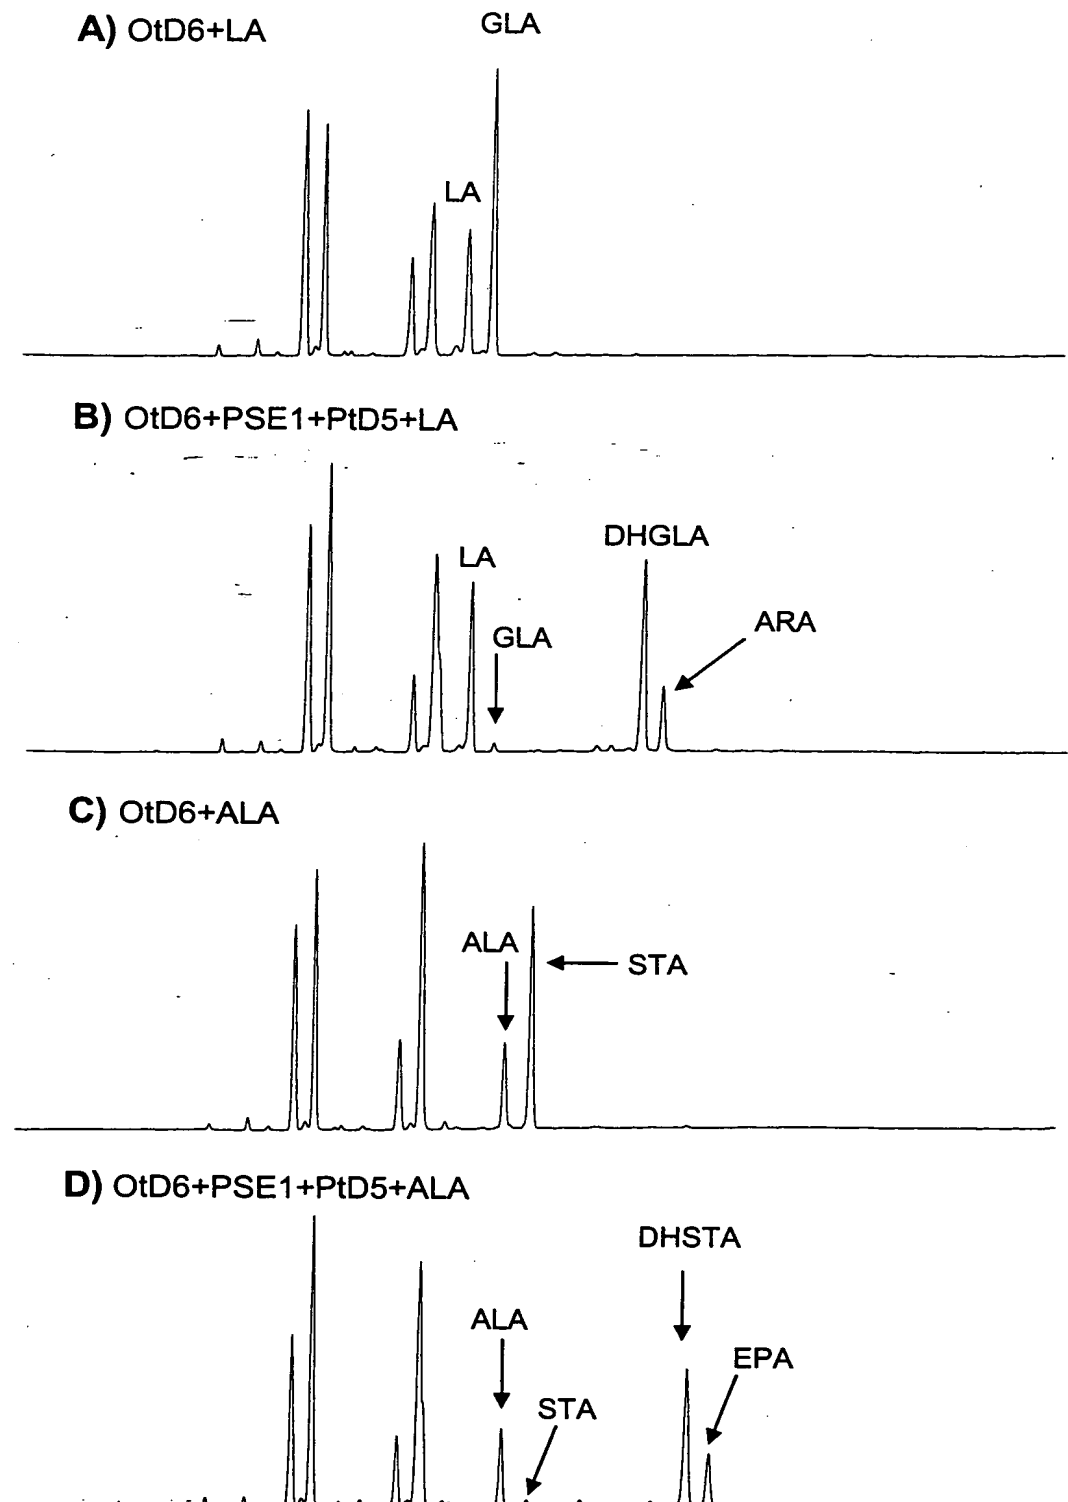 A) OtD6+LA
GLA
LA
B) OtD6+PSE1+PtD5+LA
DHGLA
LA
ARA
GLA
C) OtD6+ALA
ALA
STA
D) OtD6+PSE1+PtD5+ALA
DHSTA
ALA
EPA
STA